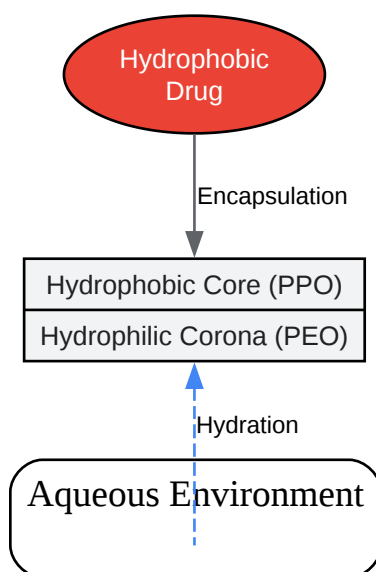 Hydrophobic
Drug
Encapsulation
Hydrophobic Core (PPO)
Hydrophilic Corona (PEO)
Hydration
Aqueous Environment